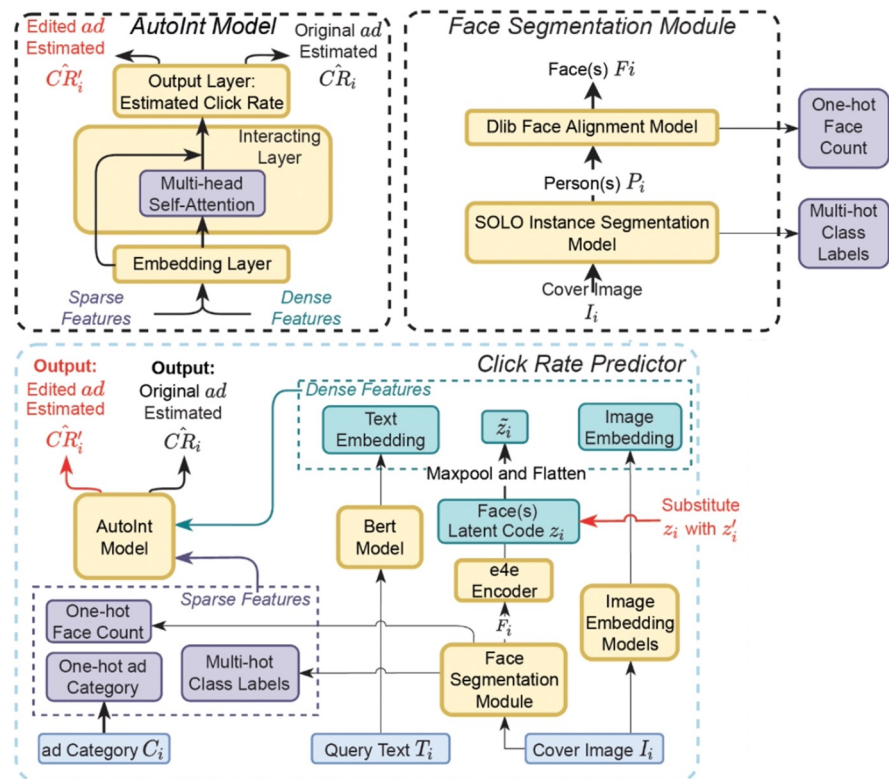 AutoInt Model
Edited ad
Estimated
ĈR′ᵢ
Original ad
Estimated
ĈRᵢ
Output Layer:
Estimated Click Rate
Interacting
Layer
Multi-head
Self-Attention
Embedding Layer
Sparse
Features
Dense
Features
Face Segmentation Module
Face(s) Fi
Dlib Face Alignment Model
One-hot
Face
Count
Person(s) Pᵢ
SOLO Instance Segmentation
Model
Multi-hot
Class
Labels
Cover Image
Iᵢ
Click Rate Predictor
Output:
Edited ad
Estimated
ĈR′ᵢ
Output:
Original ad
Estimated
ĈRᵢ
Dense Features
Text
Embedding
z̃ᵢ
Image
Embedding
Maxpool and Flatten
AutoInt
Model
Bert
Model
Face(s)
Latent Code zᵢ
Substitute
zᵢ with z′ᵢ
e4e
Encoder
Fᵢ
Image
Embedding
Models
Sparse Features
One-hot
Face Count
One-hot ad
Category
Multi-hot
Class Labels
Face
Segmentation
Module
ad Category Cᵢ
Query Text Tᵢ
Cover Image Iᵢ